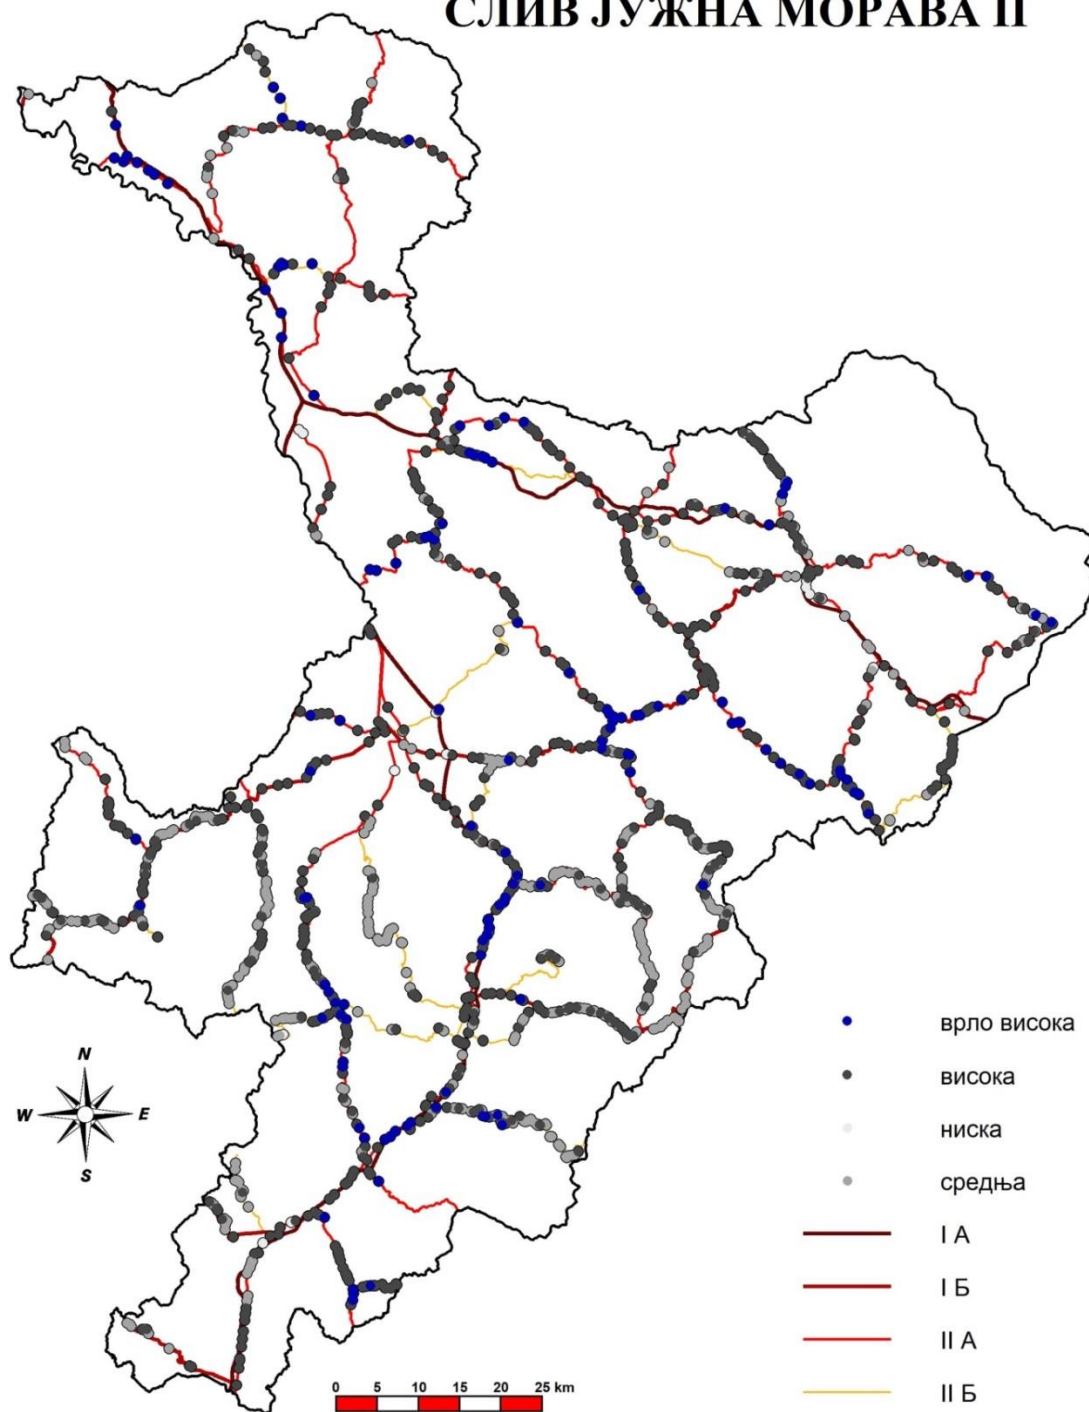 СЛИВ ЈУЖНА МОРАВА II
врло висока
висока
ниска
средња
I А
I Б
II А
II Б
N
W E
S
0 5 10 15 20 25 km